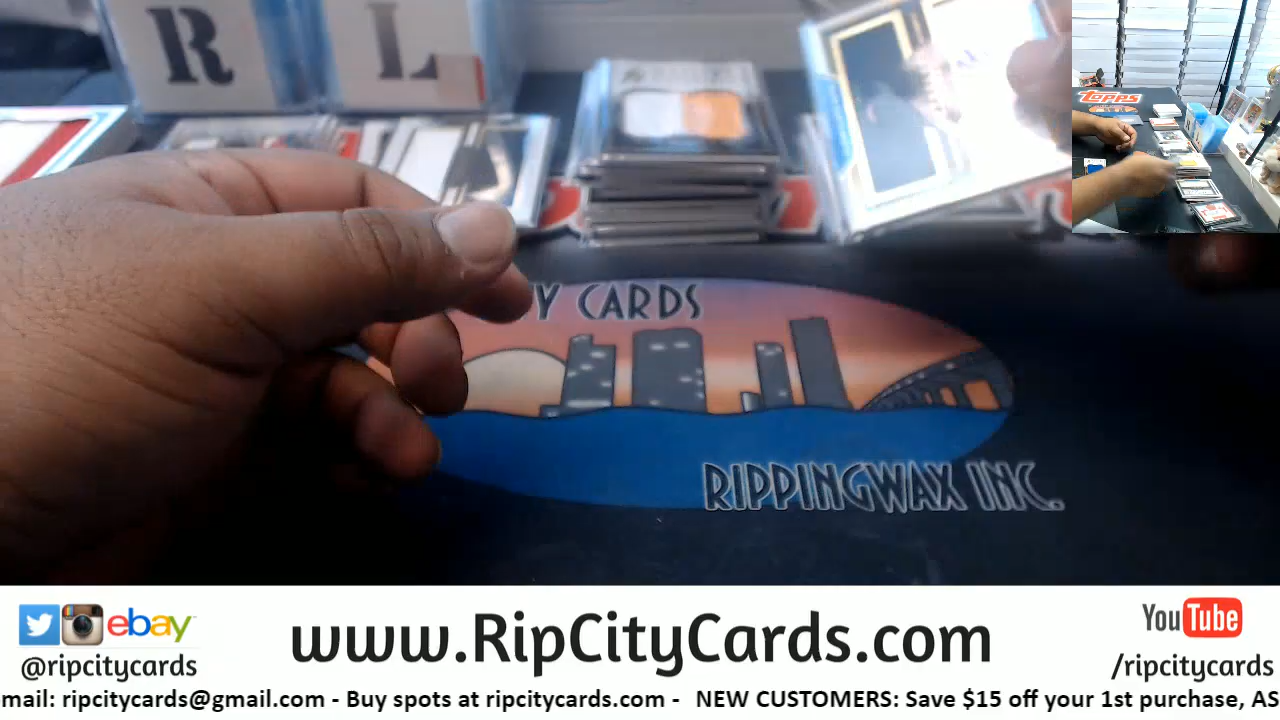 R L
Topps
Y CARDS
RIPPINGWAX INC.
ebay
www.RipCityCards.com
YouTube
@ripcitycards
/ripcitycards
mail: ripcitycards@gmail.com - Buy spots at ripcitycards.com - NEW CUSTOMERS: Save $15 off your 1st purchase, AS